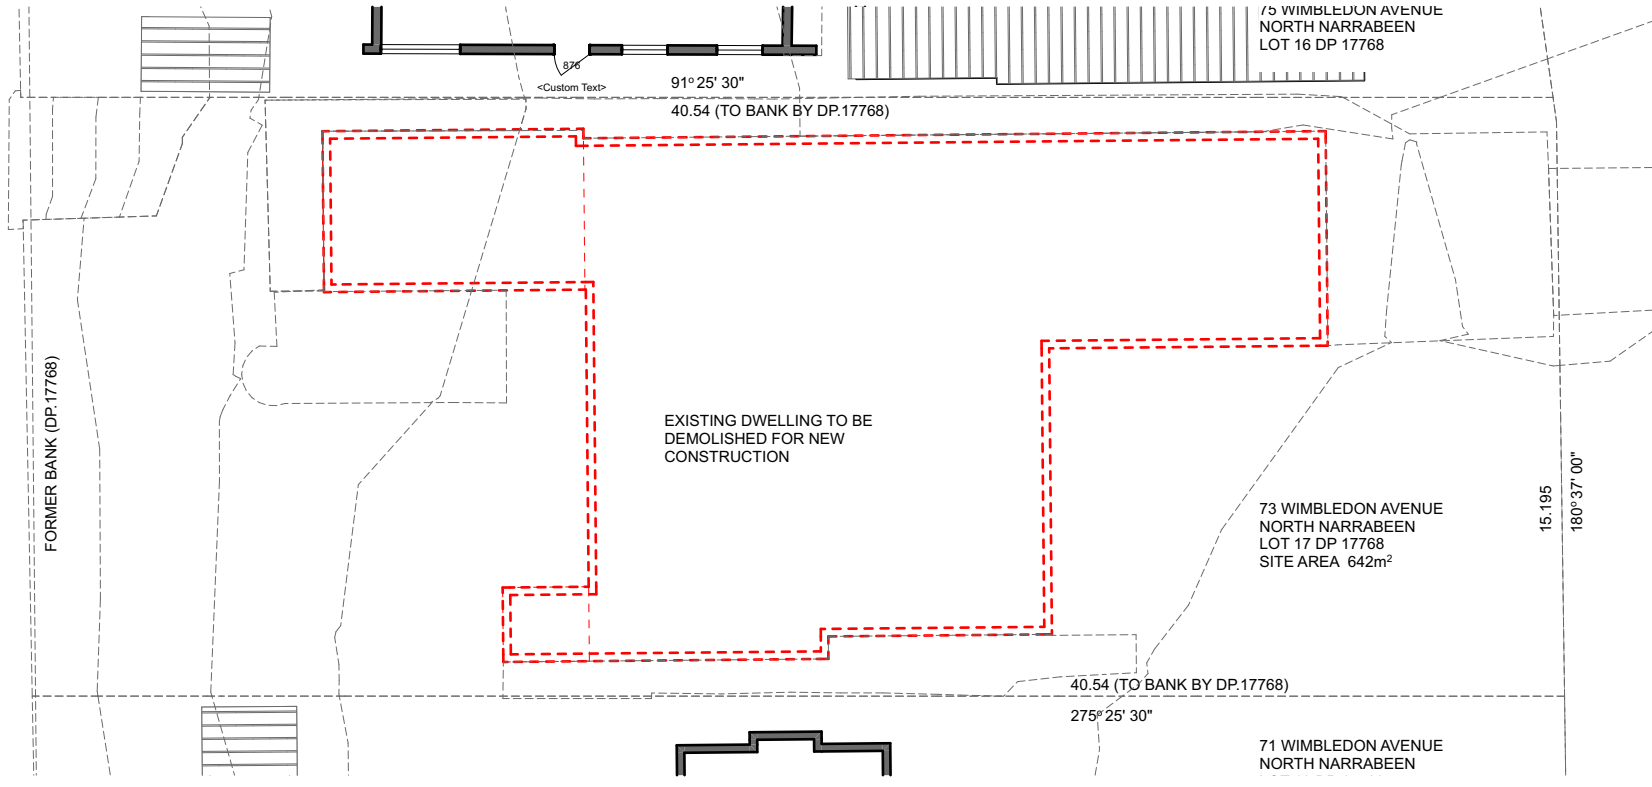 75 WIMBLEDON AVENUE
NORTH NARRABEEN
LOT 16 DP 17768
876
<Custom Text>
91° 25' 30"
40.54 (TO BANK BY DP.17768)
FORMER BANK (DP.17768)
EXISTING DWELLING TO BE
DEMOLISHED FOR NEW
CONSTRUCTION
73 WIMBLEDON AVENUE
NORTH NARRABEEN
LOT 17 DP 17768
SITE AREA 642m²
15.195
180° 37' 00"
40.54 (TO BANK BY DP.17768)
275° 25' 30"
71 WIMBLEDON AVENUE
NORTH NARRABEEN